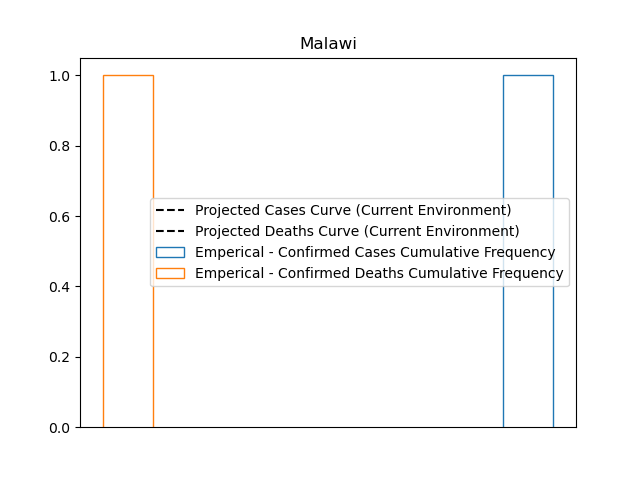 Malawi
1.0
0.8
0.6
0.4
0.2
0.0
Projected Cases Curve (Current Environment)
Projected Deaths Curve (Current Environment)
Emperical - Confirmed Cases Cumulative Frequency
Emperical - Confirmed Deaths Cumulative Frequency